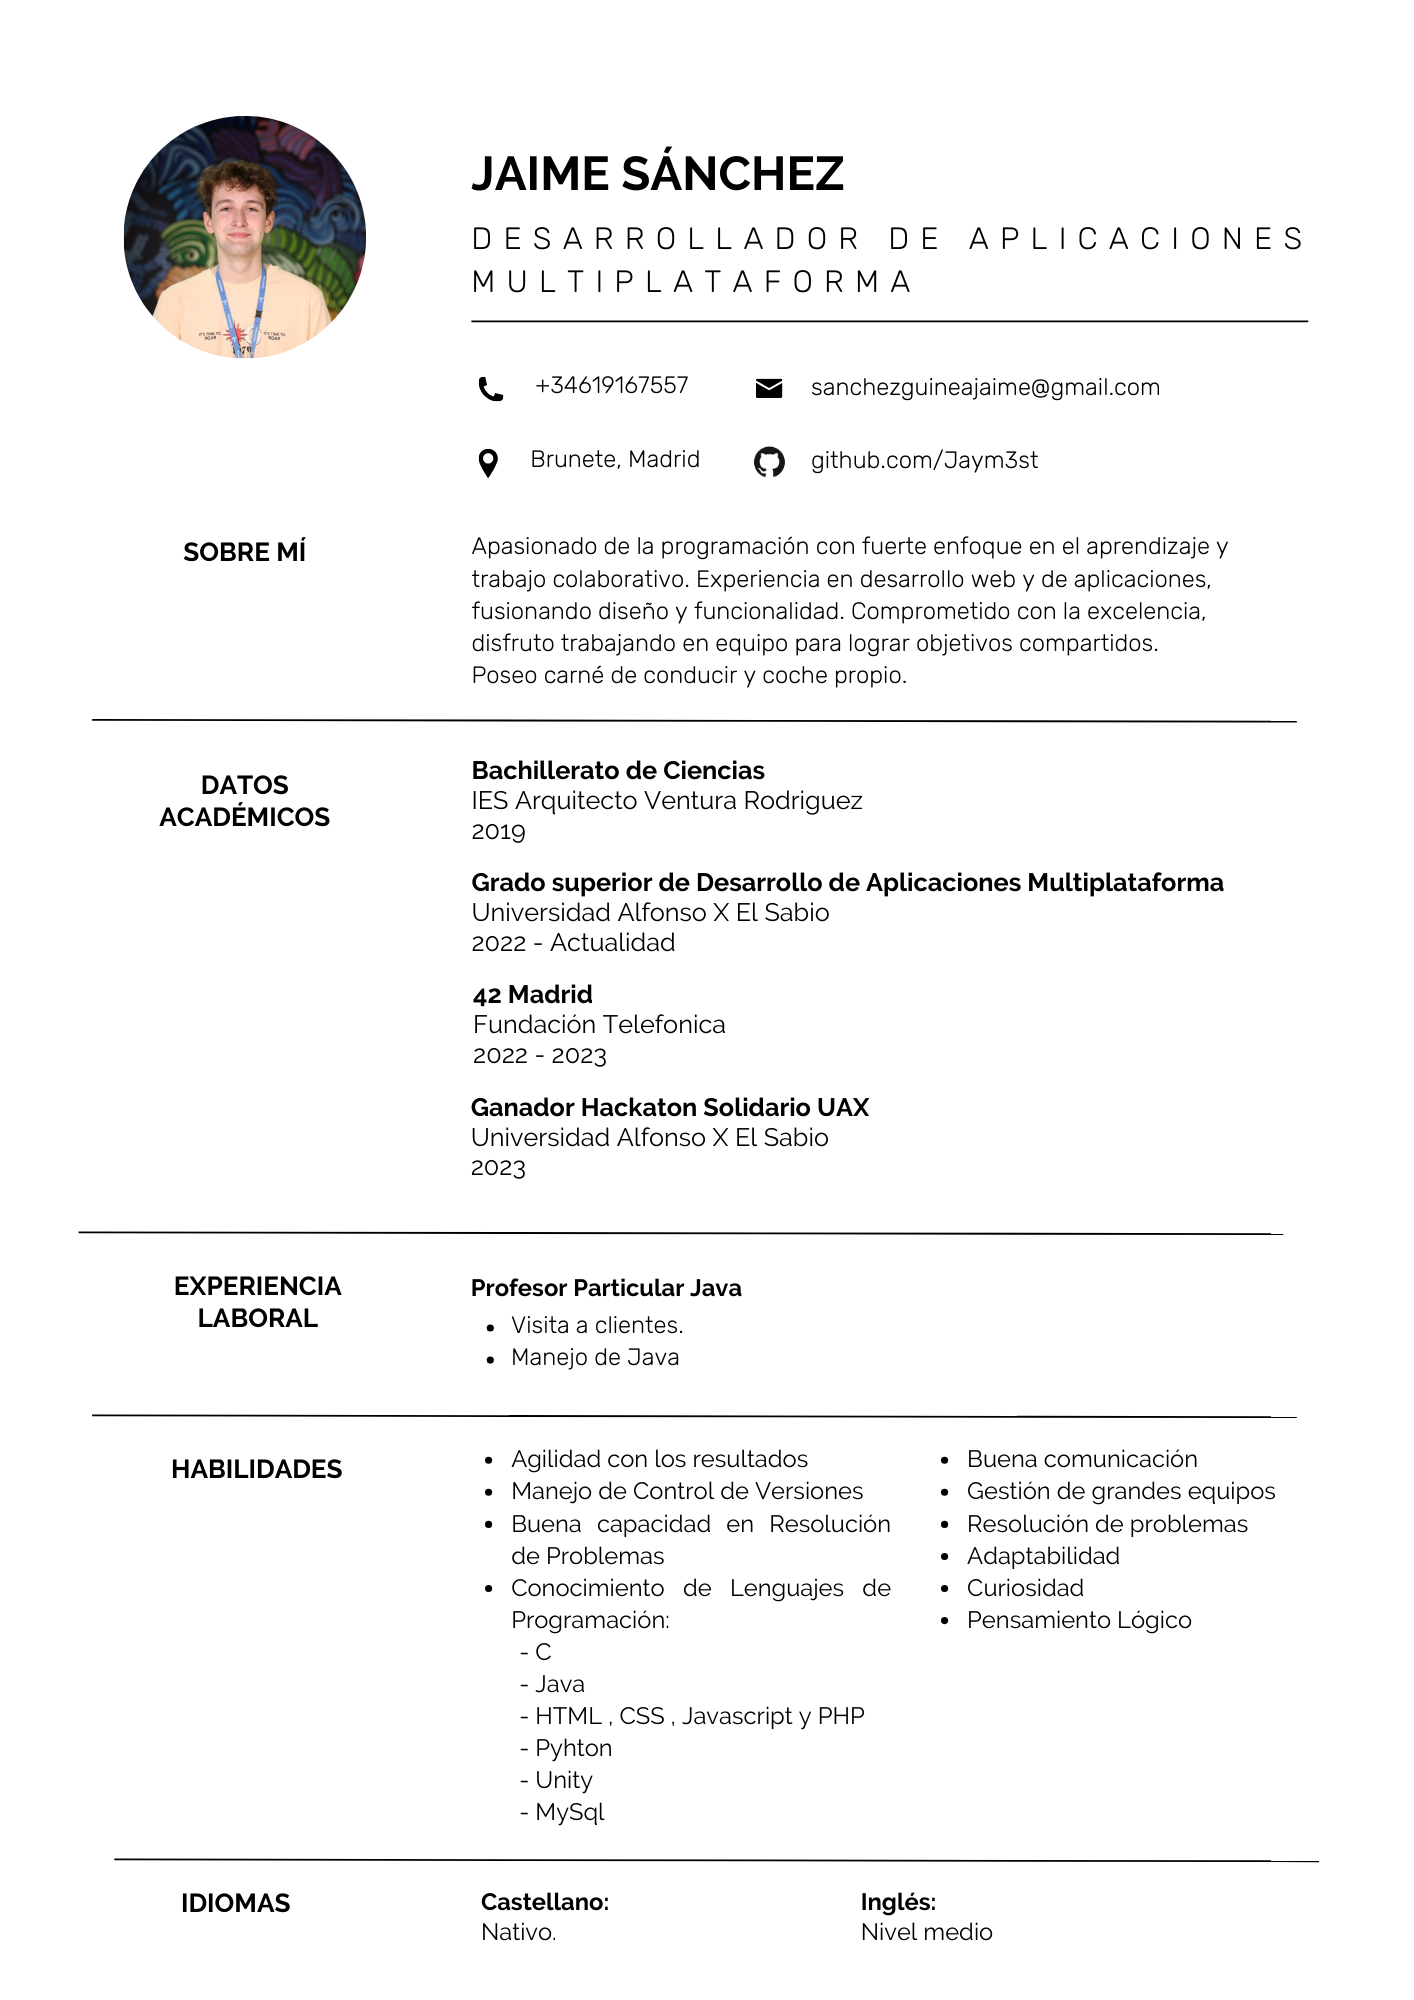 JAIME SÁNCHEZ
DESARROLLADOR DE APLICACIONES
MULTIPLATAFORMA
+34619167557
sanchezguineajaime@gmail.com
Brunete, Madrid
github.com/Jaym3st
SOBRE MÍ
Apasionado de la programación con fuerte enfoque en el aprendizaje y
trabajo colaborativo. Experiencia en desarrollo web y de aplicaciones,
fusionando diseño y funcionalidad. Comprometido con la excelencia,
disfruto trabajando en equipo para lograr objetivos compartidos.
Poseo carné de conducir y coche propio.
DATOS
ACADÉMICOS
Bachillerato de Ciencias
IES Arquitecto Ventura Rodriguez
2019
Grado superior de Desarrollo de Aplicaciones Multiplataforma
Universidad Alfonso X El Sabio
2022 - Actualidad
42 Madrid
Fundación Telefonica
2022 - 2023
Ganador Hackaton Solidario UAX
Universidad Alfonso X El Sabio
2023
EXPERIENCIA
LABORAL
Profesor Particular Java
• Visita a clientes.
• Manejo de Java
HABILIDADES
• Agilidad con los resultados
• Manejo de Control de Versiones
• Buena capacidad en Resolución
de Problemas
• Conocimiento de Lenguajes de
Programación:
- C
- Java
- HTML , CSS , Javascript y PHP
- Pyhton
- Unity
- MySql
• Buena comunicación
• Gestión de grandes equipos
• Resolución de problemas
• Adaptabilidad
• Curiosidad
• Pensamiento Lógico
IDIOMAS
Castellano:
Nativo.
Inglés:
Nivel medio